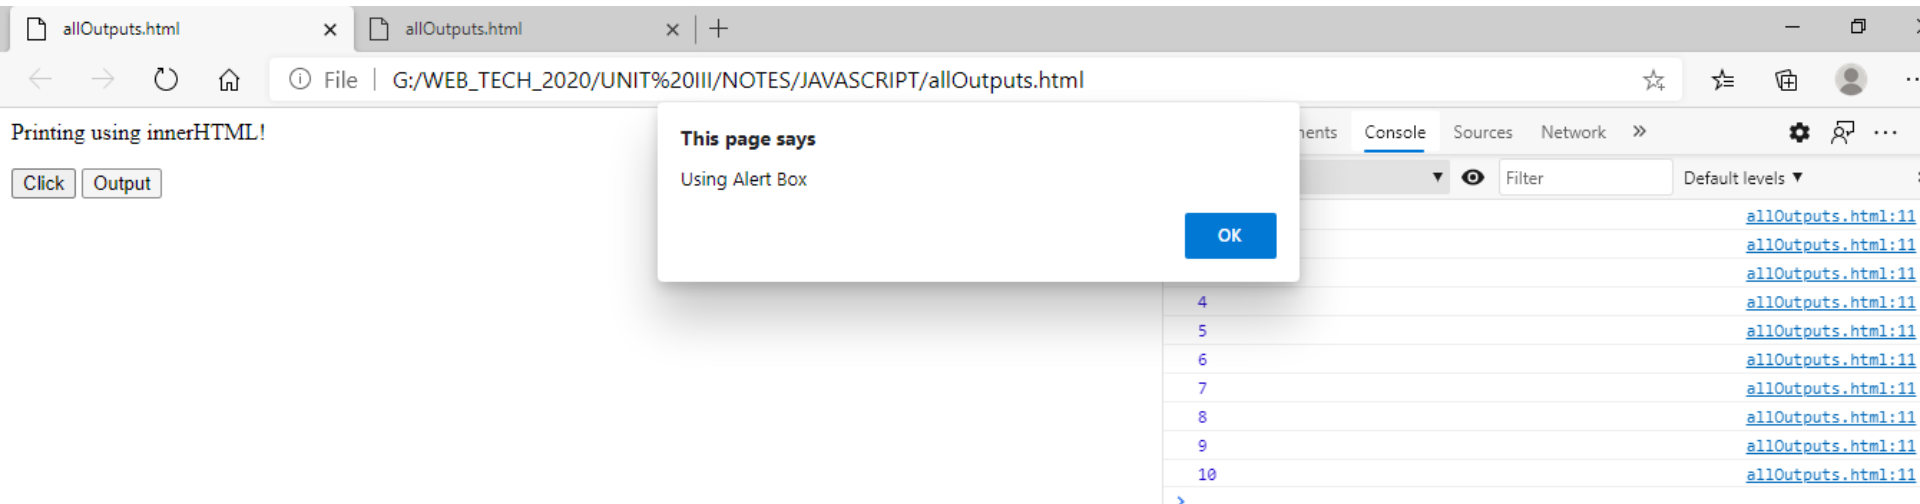 allOutputs.html
allOutputs.html
File
G:/WEB_TECH_2020/UNIT%20III/NOTES/JAVASCRIPT/allOutputs.html
Printing using innerHTML!
Click Output
This page says
Using Alert Box
OK
Console Sources Network »
Filter Default levels ▼
allOutputs.html:11
allOutputs.html:11
allOutputs.html:11
4 allOutputs.html:11
5 allOutputs.html:11
6 allOutputs.html:11
7 allOutputs.html:11
8 allOutputs.html:11
9 allOutputs.html:11
10 allOutputs.html:11